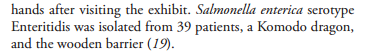 hands after visiting the exhibit. Salmonella enterica serotype
Enteritidis was isolated from 39 patients, a Komodo dragon,
and the wooden barrier (19).